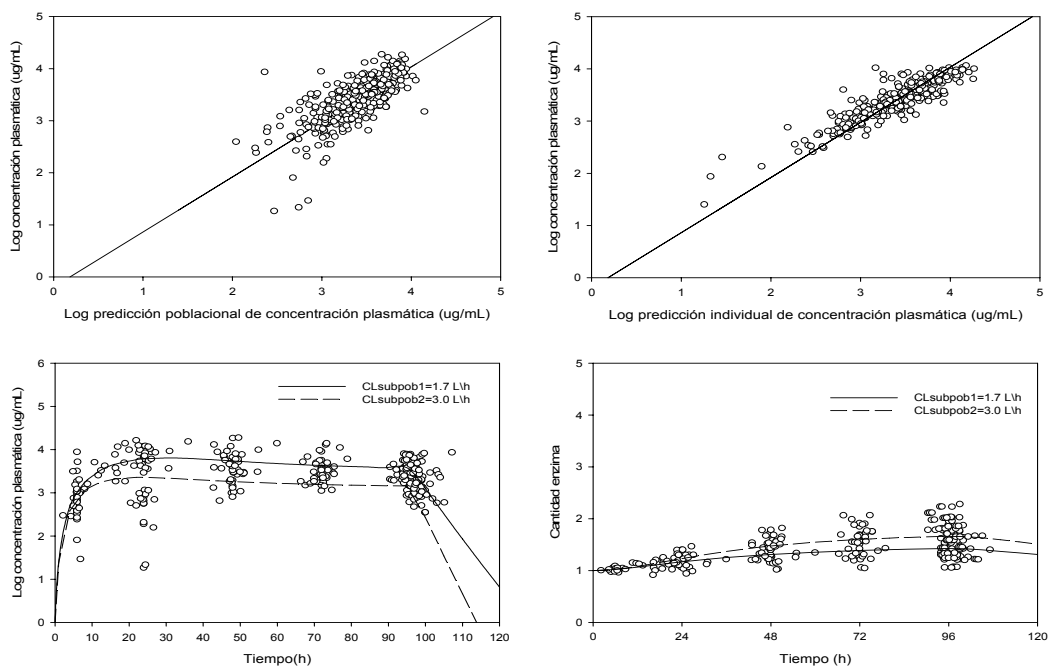 5
4
3
2
1
0
0 1 2 3 4 5
Log concentración plasmática (ug/mL)
Log predicción poblacional de concentración plasmática (ug/mL)
5
4
3
2
1
0
0 1 2 3 4 5
Log concentración plasmática (ug/mL)
Log predicción individual de concentración plasmática (ug/mL)
6
5
4
3
2
1
0
0 10 20 30 40 50 60 70 80 90 100 110 120
Log concentración plasmática (ug/mL)
Tiempo(h)
CLsubpob1=1.7 L\h
CLsubpob2=3.0 L\h
5
4
3
2
1
0
0 24 48 72 96 120
Cantidad enzima
Tiempo (h)
CLsubpob1=1.7 L\h
CLsubpob2=3.0 L\h